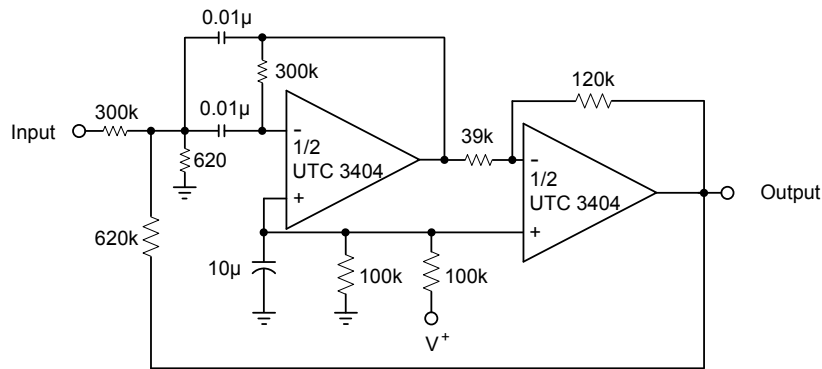 0.01µ
300k
120k
300k
0.01µ
39k
Input
−
1/2
UTC 3404
+
620
−
1/2
UTC 3404
+
Output
620k
10µ
100k
100k
V+